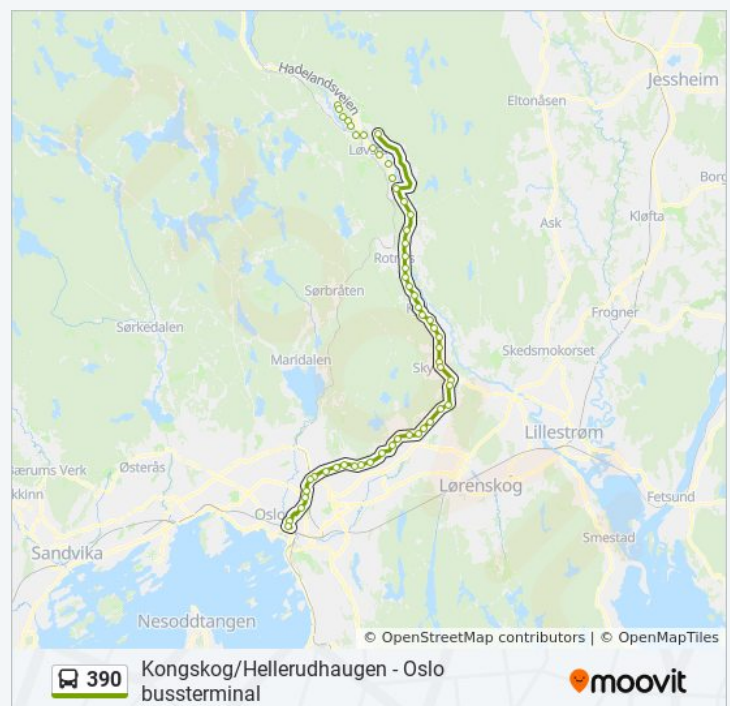 Hadelandsveien
Jessheim
Eltonåsen
Løv
Borg
Kløfta
Ask
Rotn s
Sørbråten
Frogner
Sørkedalen
Maridalen
Skedsmokorset
Sky
Lillestrøm
Østerås
Bærums Verk
kkinn
Lørenskog
Fetsund
Oslo
Smestad
Sandvika
Nesoddtangen
© OpenStreetMap contributors | © OpenMapTiles
390
Kongskog/Hellerudhaugen - Oslo
bussterminal
moovit